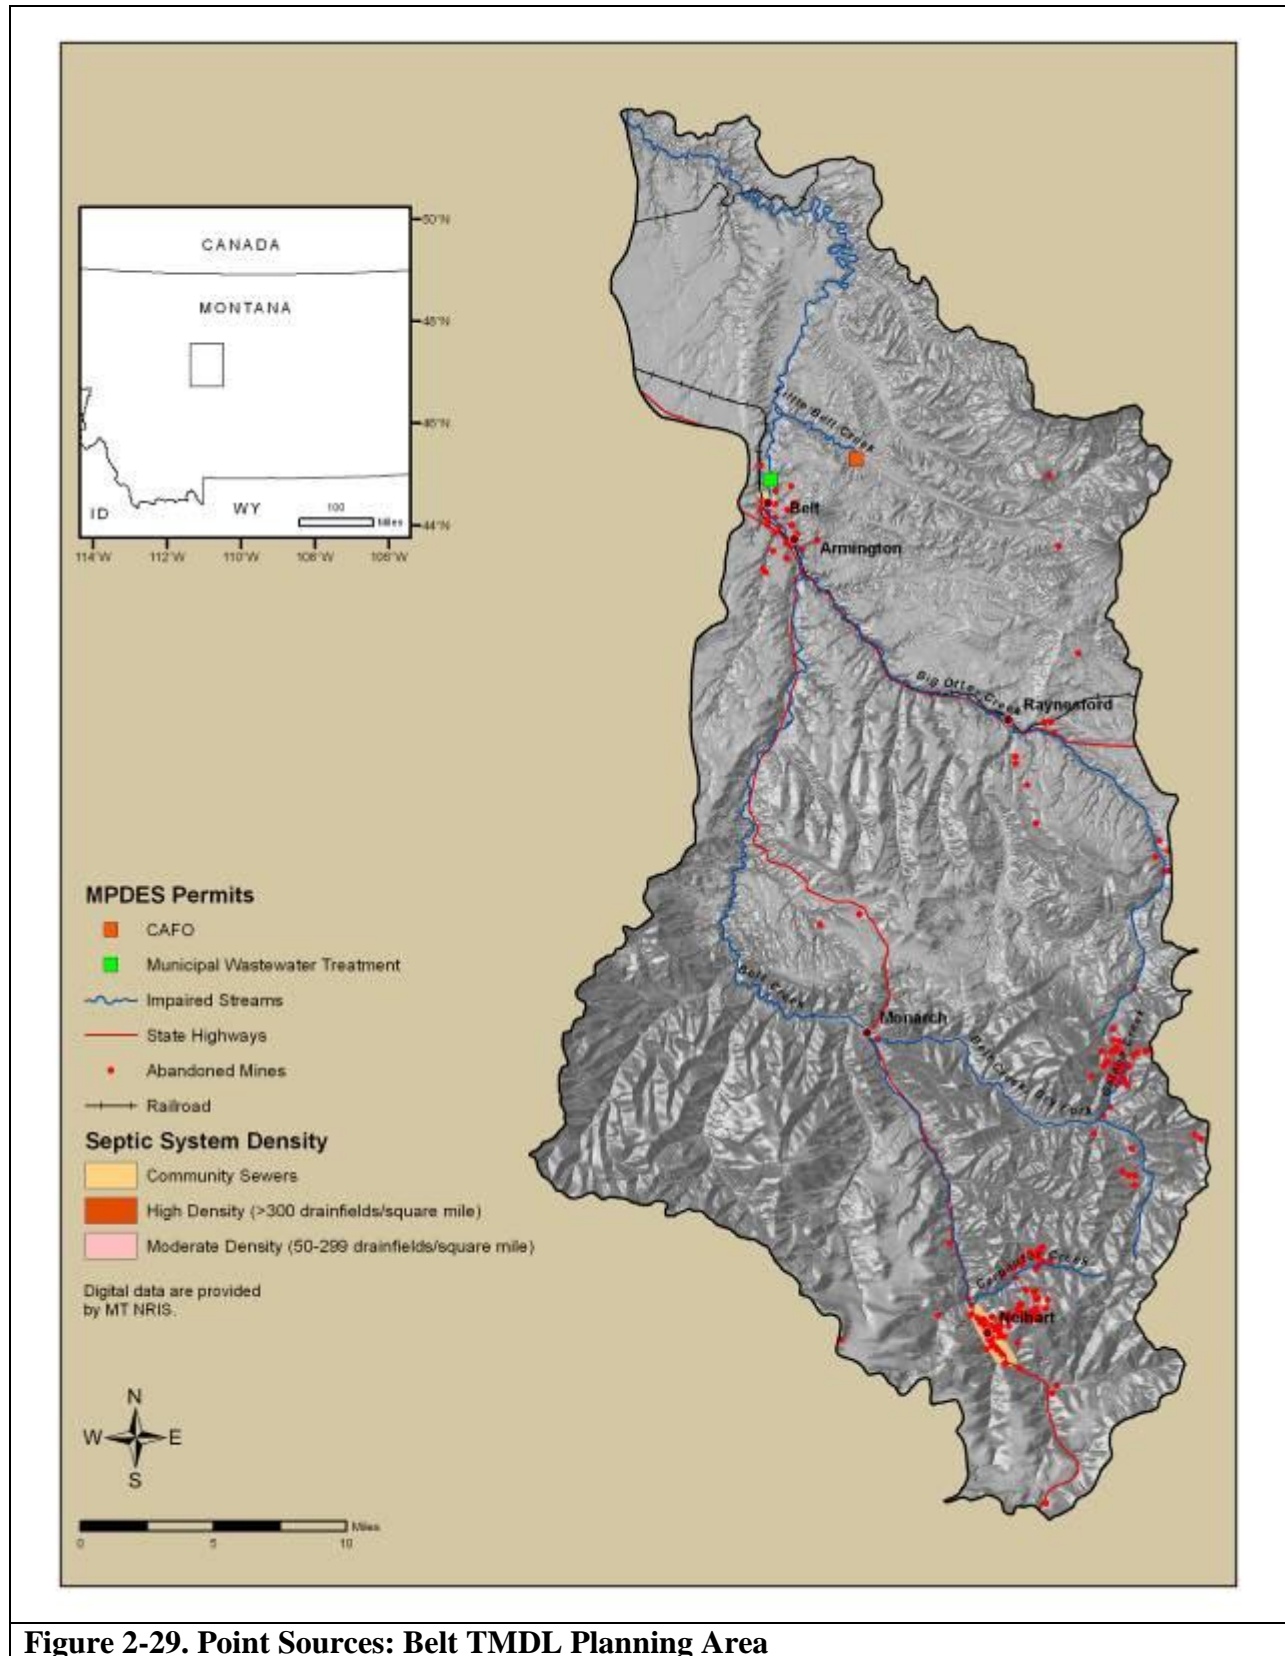 50°N
CANADA
MONTANA
48°N
46°N
ID
WY
100
Miles
44°N
114°W 112°W 110°W 108°W 106°W
Little Belt Creek
Belt
Armington
Big Otter Creek
Raynesford
MPDES Permits
CAFO
Municipal Wastewater Treatment
Impaired Streams
State Highways
Abandoned Mines
Railroad
Septic System Density
Community Sewers
High Density (>300 drainfields/square mile)
Moderate Density (50-299 drainfields/square mile)
Digital data are provided
by MT NRIS.
Belt Creek
Monarch
Belt Creek, Dry Fork
Creek
Carpenter Creek
Neihart
N
W E
S
Miles
0 5 10
Figure 2-29. Point Sources: Belt TMDL Planning Area